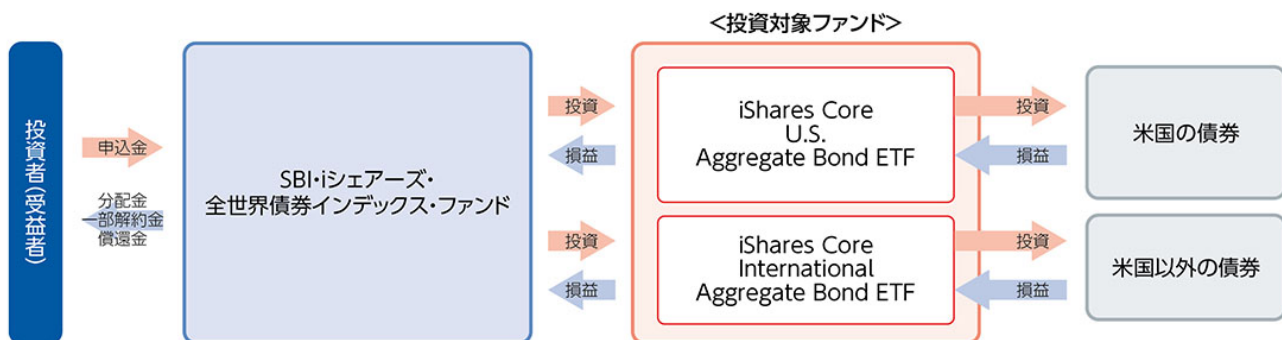 <投資対象ファンド>
投資者(受益者)
申込金
分配金
一部解約金
償還金
SBI・iシェアーズ・
全世界債券インデックス・ファンド
投資
損益
投資
損益
iShares Core
U.S.
Aggregate Bond ETF
iShares Core
International
Aggregate Bond ETF
投資
損益
投資
損益
米国の債券
米国以外の債券